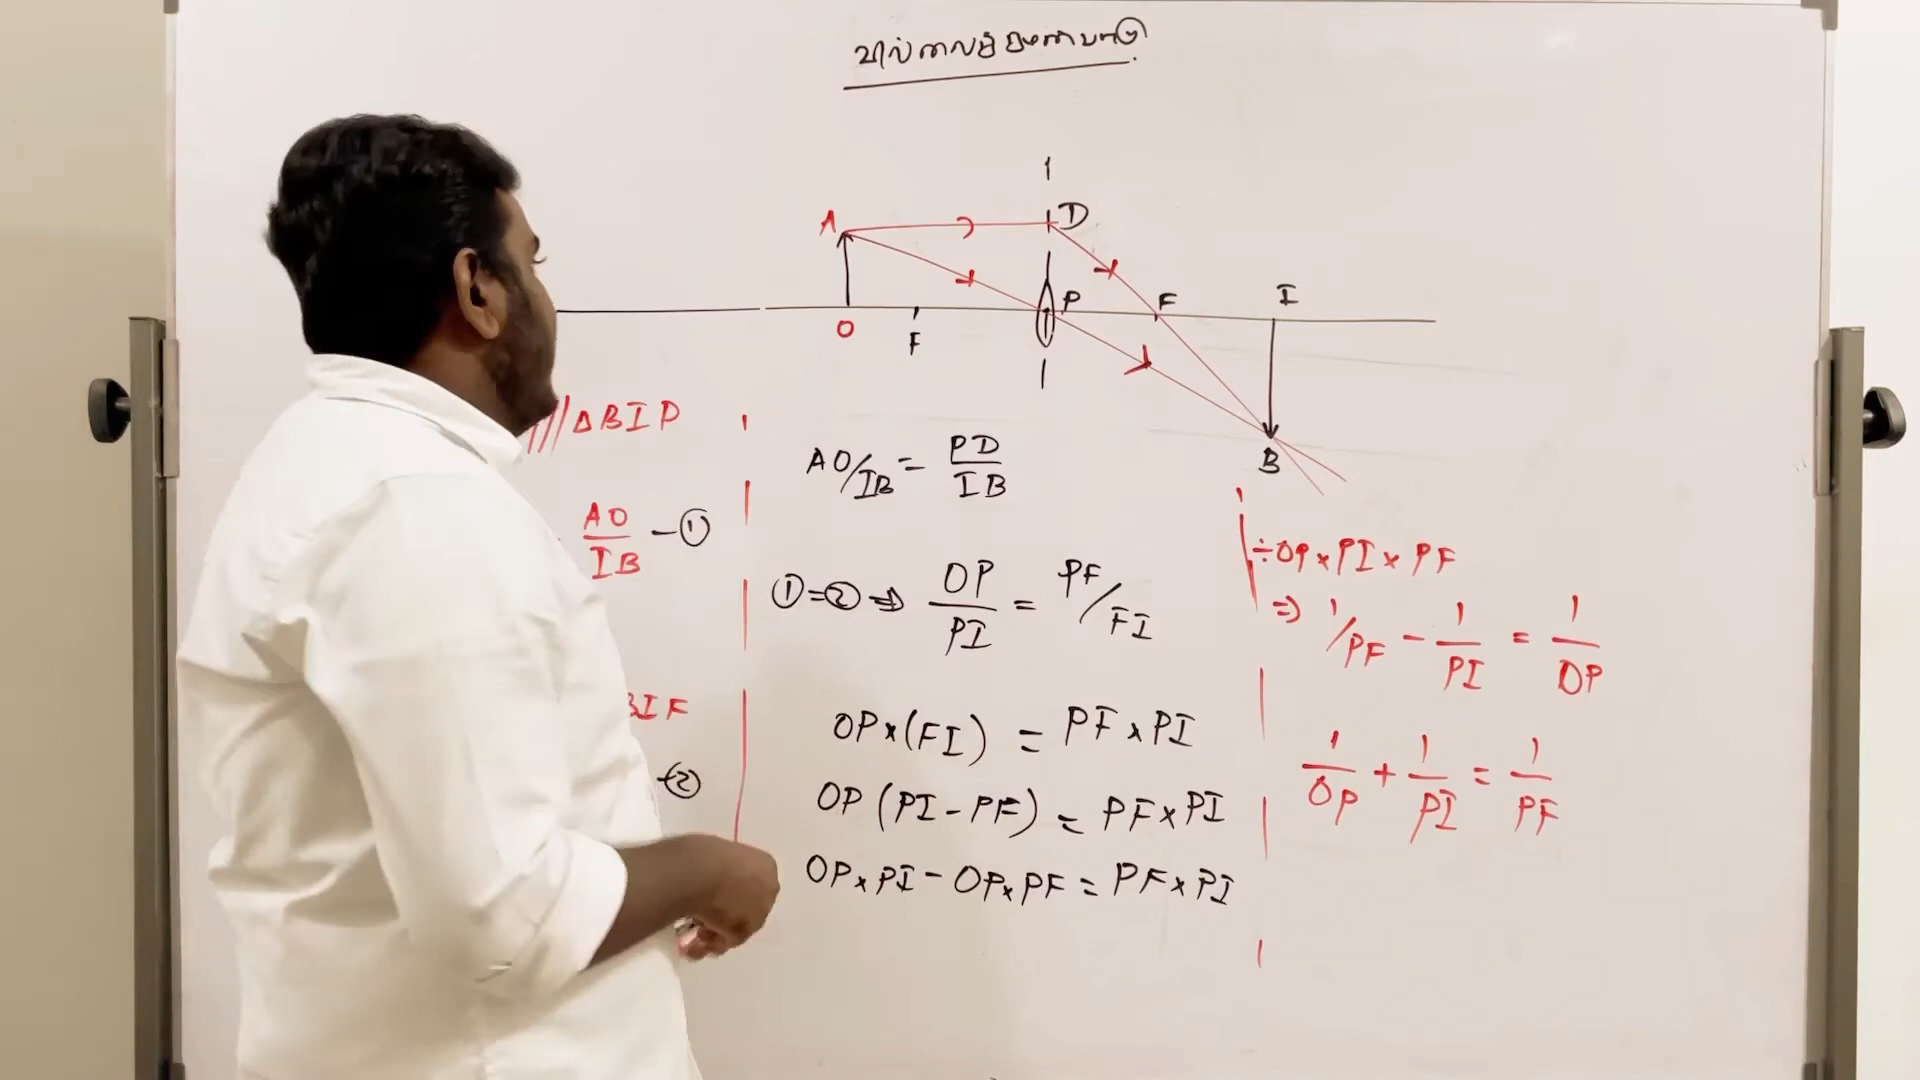 வில்லைச்சமன்பாடு
A
D
P
F
I
O
F
B
/// Δ BIP
AO/IB - ①
BIF
- ②
AO/IB = PD/IB
① = ② ⇒ OP/PI = PF/FI
OP × (FI) = PF × PI
OP (PI - PF) = PF × PI
OP × PI - OP × PF = PF × PI
÷ OP × PI × PF
⇒ 1/PF - 1/PI = 1/OP
1/OP + 1/PI = 1/PF